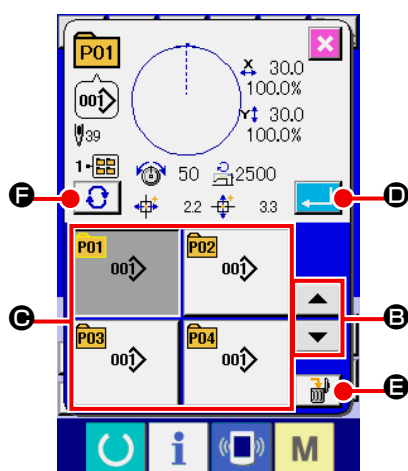 P01
X 30.0
100.0%
001
Y 30.0
100.0%
39
1-
50 2500
F D
2.2 3.3
P01 001
P02 001
C B
P03 001
P04 001
E
i M